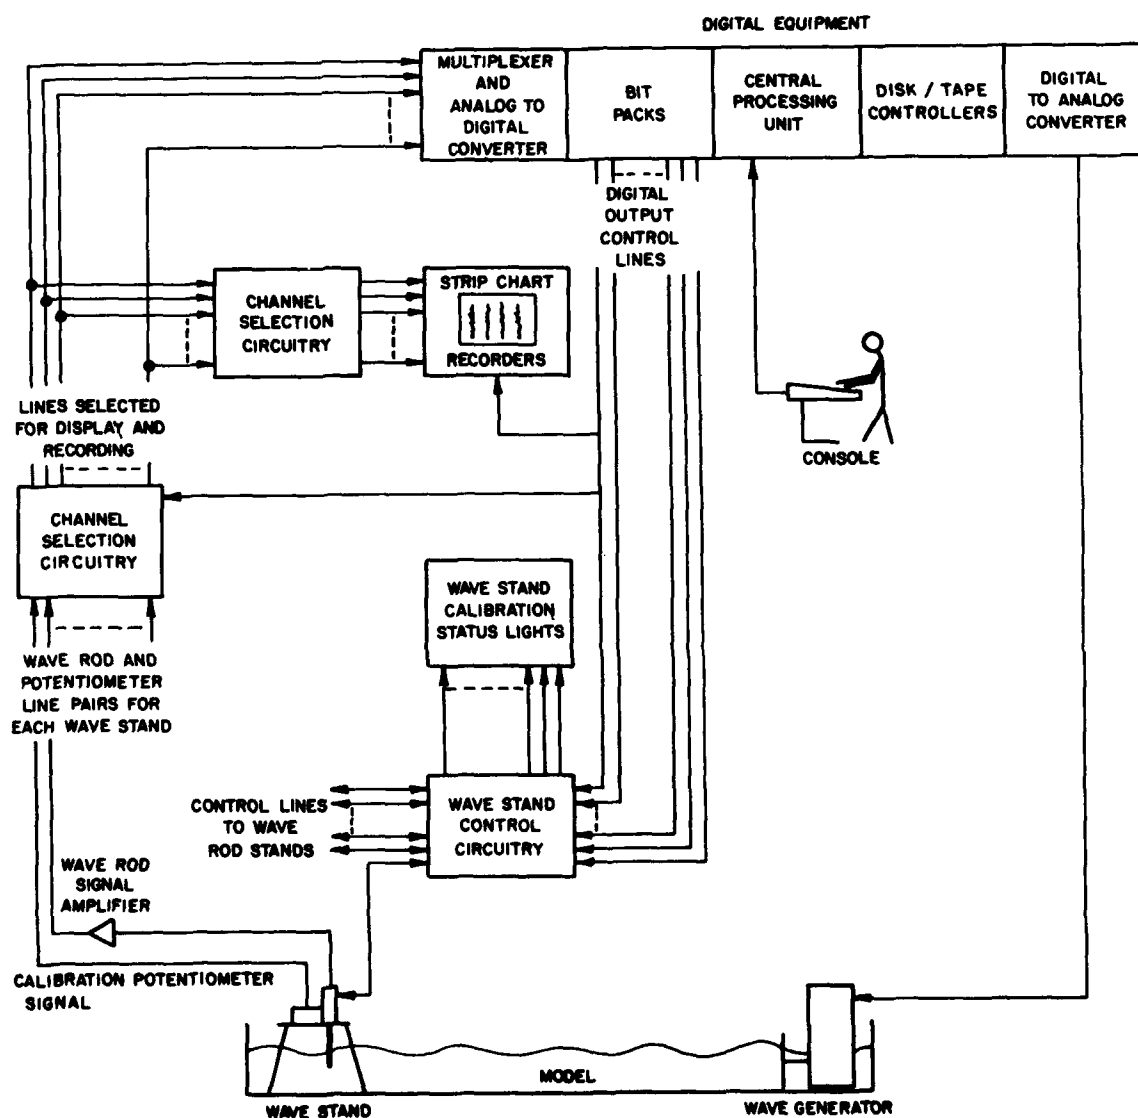 DIGITAL EQUIPMENT
MULTIPLEXER
AND
ANALOG TO
DIGITAL
CONVERTER
BIT
PACKS
CENTRAL
PROCESSING
UNIT
DISK / TAPE
CONTROLLERS
DIGITAL
TO ANALOG
CONVERTER
DIGITAL
OUTPUT
CONTROL
LINES
CHANNEL
SELECTION
CIRCUITRY
STRIP CHART
RECORDERS
LINES SELECTED
FOR DISPLAY AND
RECORDING
CONSOLE
CHANNEL
SELECTION
CIRCUITRY
WAVE STAND
CALIBRATION
STATUS LIGHTS
WAVE ROD AND
POTENTIOMETER
LINE PAIRS FOR
EACH WAVE STAND
CONTROL LINES
TO WAVE
ROD STANDS
WAVE STAND
CONTROL
CIRCUITRY
WAVE ROD
SIGNAL
AMPLIFIER
CALIBRATION POTENTIOMETER
SIGNAL
MODEL
WAVE STAND
WAVE GENERATOR